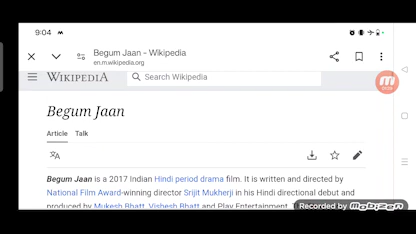 9:04
Begum Jaan - Wikipedia
en.m.wikipedia.org
WIKIPEDIA
Search Wikipedia
Begum Jaan
Article Talk
Begum Jaan is a 2017 Indian Hindi period drama film. It is written and directed by
National Film Award-winning director Srijit Mukherji in his Hindi directional debut and
produced by Mukesh Bhatt, Vishesh Bhatt and Play Entertainment.
Recorded by Mobizen